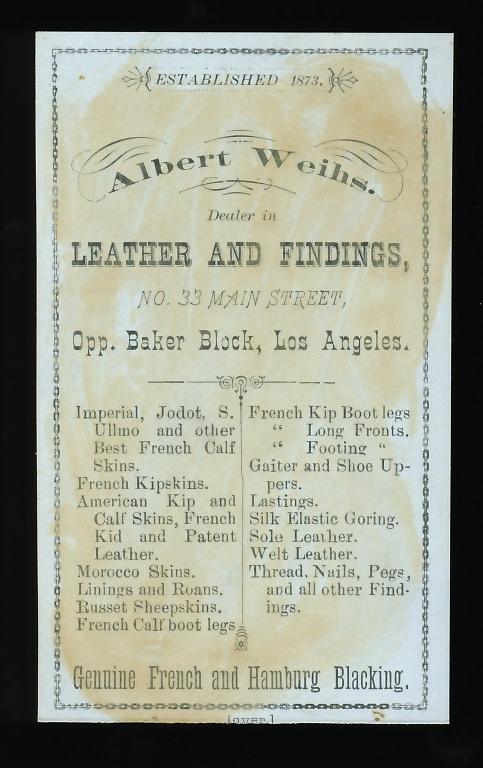 ESTABLISHED 1873.
Albert Weihs.
Dealer in
LEATHER AND FINDINGS,
NO. 33 MAIN STREET,
Opp. Baker Block, Los Angeles.
Imperial, Jodot, S.
Ullmo and other
Best French Calf
Skins.
French Kipskins.
American Kip and
Calf Skins, French
Kid and Patent
Leather.
Morocco Skins.
Linings and Roans.
Russet Sheepskins.
French Calf boot legs
French Kip Boot legs
" Long Fronts.
" Footing "
Gaiter and Shoe Up-
pers.
Lastings.
Silk Elastic Goring.
Sole Leather.
Welt Leather.
Thread, Nails, Pegs,
and all other Find-
ings.
Genuine French and Hamburg Blacking.
[over.]